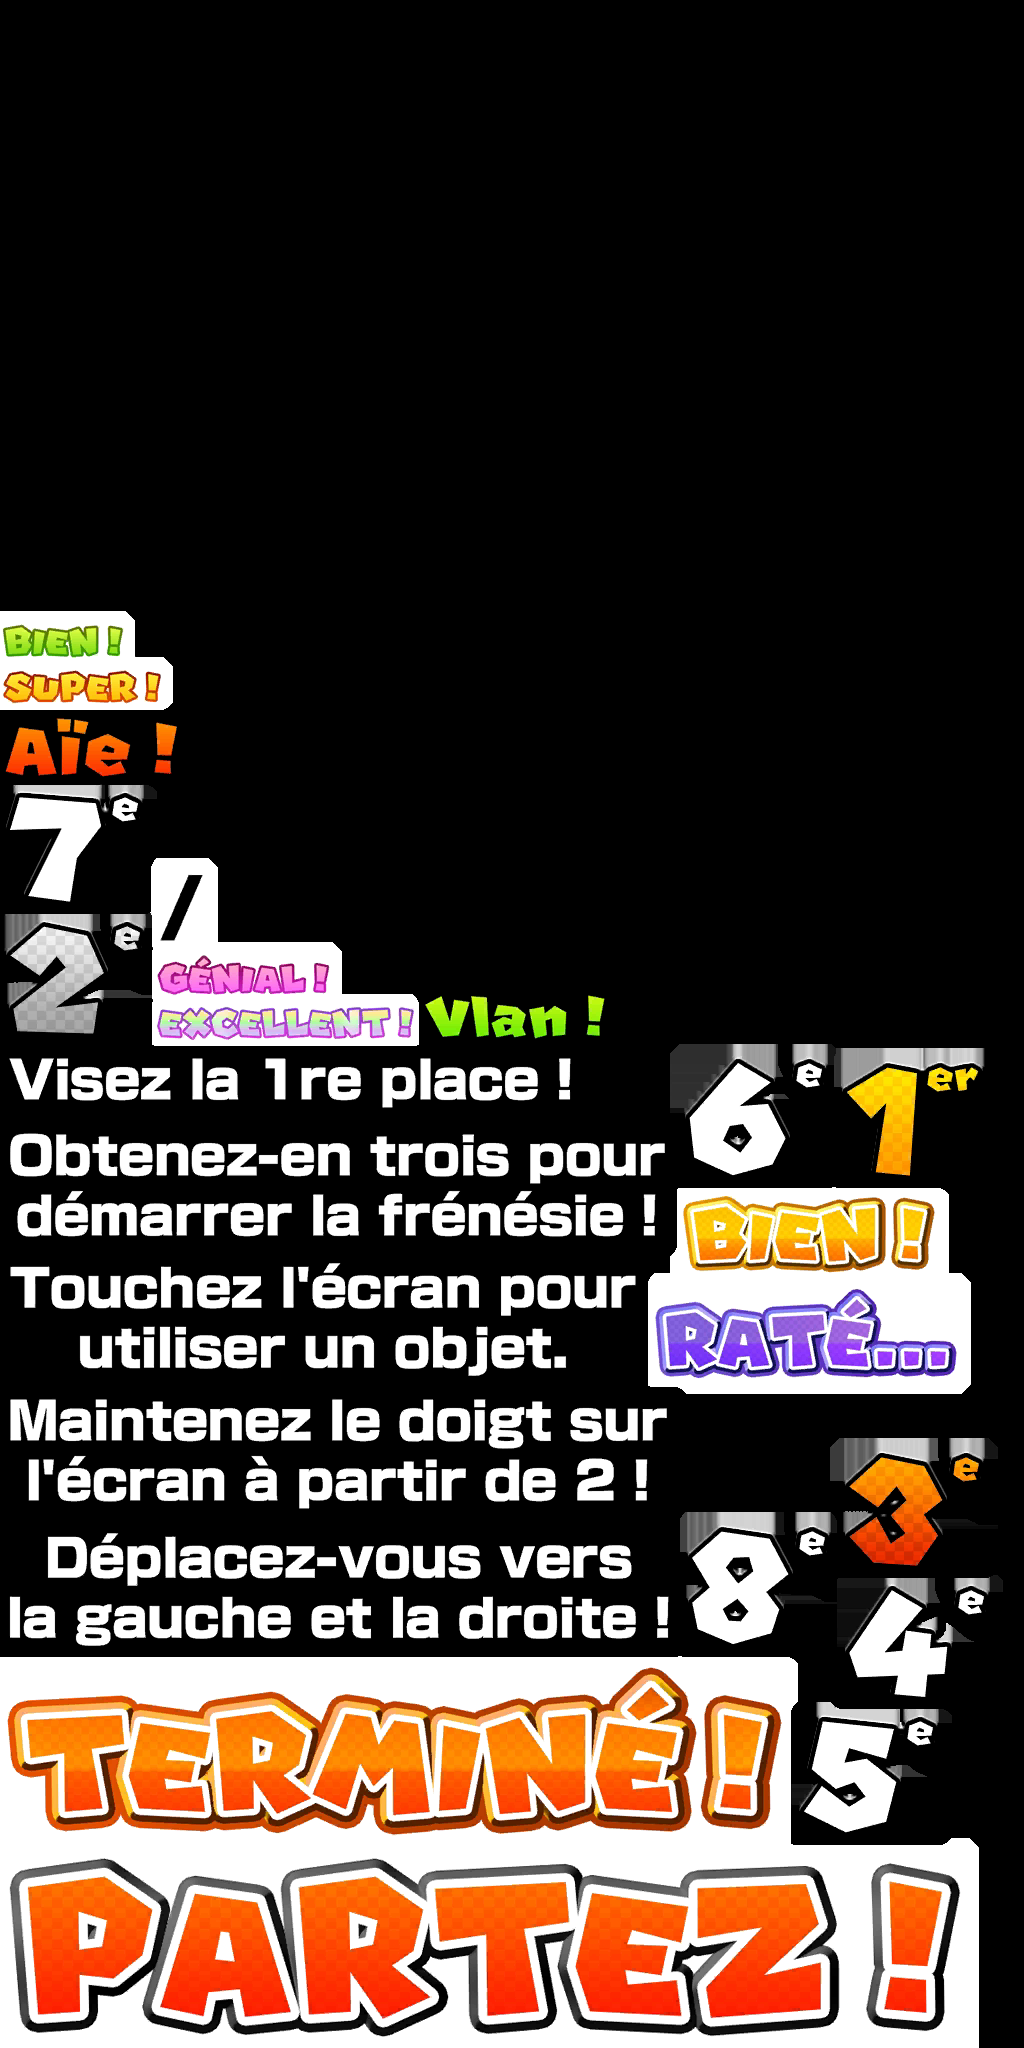 BIEN !
SUPER !
Aïe !
7e
/
2e
GÉNIAL !
EXCELLENT !
Vlan !
Visez la 1re place !
6e
1er
Obtenez-en trois pour
démarrer la frénésie !
BIEN !
Touchez l'écran pour
utiliser un objet.
RATÉ...
Maintenez le doigt sur
l'écran à partir de 2 !
3e
Déplacez-vous vers
la gauche et la droite !
8e
4e
TERMINÉ !
5e
PARTEZ !